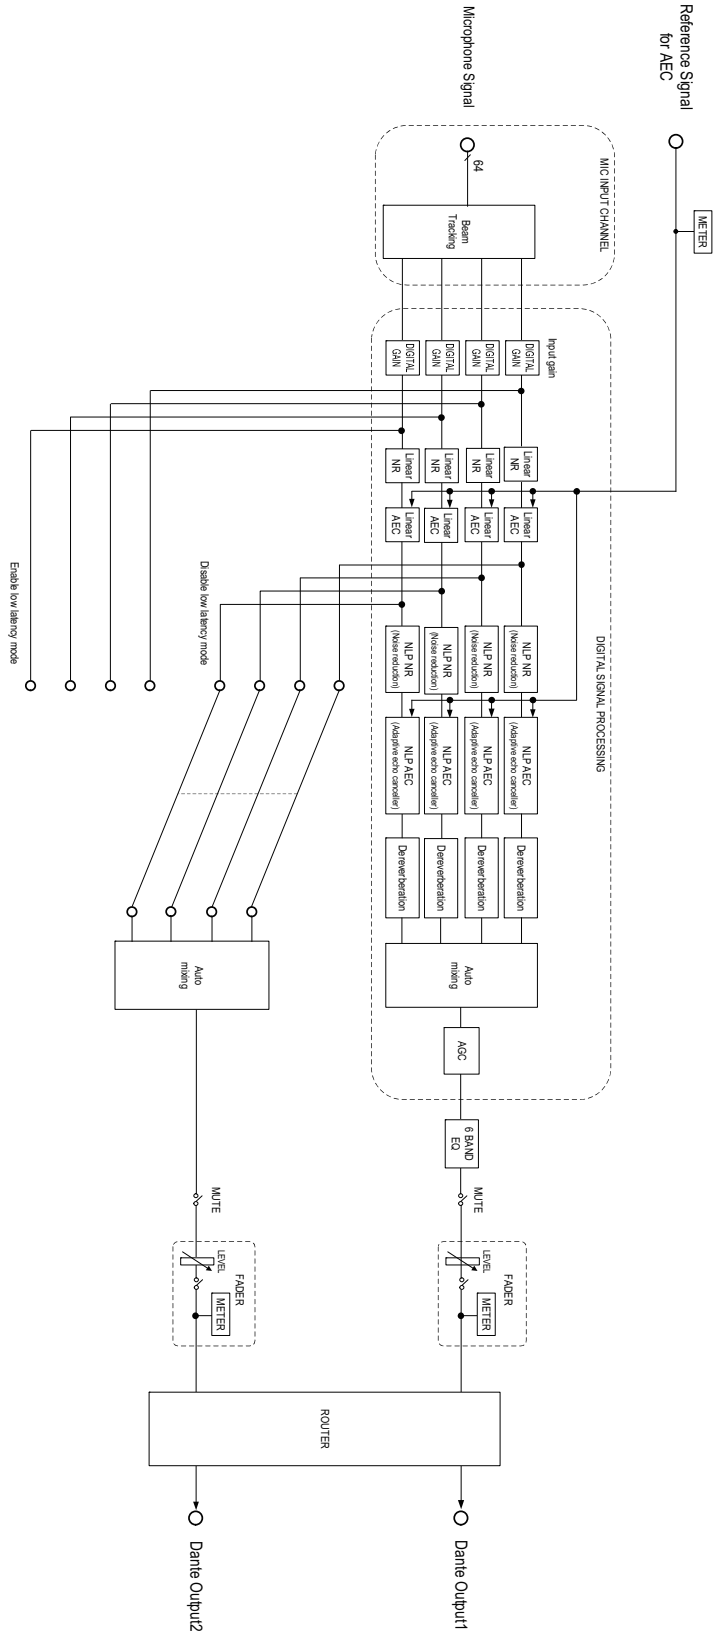 Reference Signal
for AEC
METER
Microphone Signal
MIC INPUT CHANNEL
64
Beam
Tracking
DIGITAL SIGNAL PROCESSING
Input gain
DIGITAL
GAIN
DIGITAL
GAIN
DIGITAL
GAIN
DIGITAL
GAIN
Linear
NR
Linear
NR
Linear
NR
Linear
NR
Linear
AEC
Linear
AEC
Linear
AEC
Linear
AEC
NLP NR
(Noise reduction)
NLP NR
(Noise reduction)
NLP NR
(Noise reduction)
NLP NR
(Noise reduction)
NLP AEC
(Adaptive echo canceller)
NLP AEC
(Adaptive echo canceller)
NLP AEC
(Adaptive echo canceller)
NLP AEC
(Adaptive echo canceller)
Dereverberation
Dereverberation
Dereverberation
Dereverberation
Auto
mixing
AGC
6 BAND
EQ
MUTE
FADER
LEVEL
METER
Disable low latency mode
Enable low latency mode
Auto
mixing
MUTE
FADER
LEVEL
METER
ROUTER
Dante Output1
Dante Output2